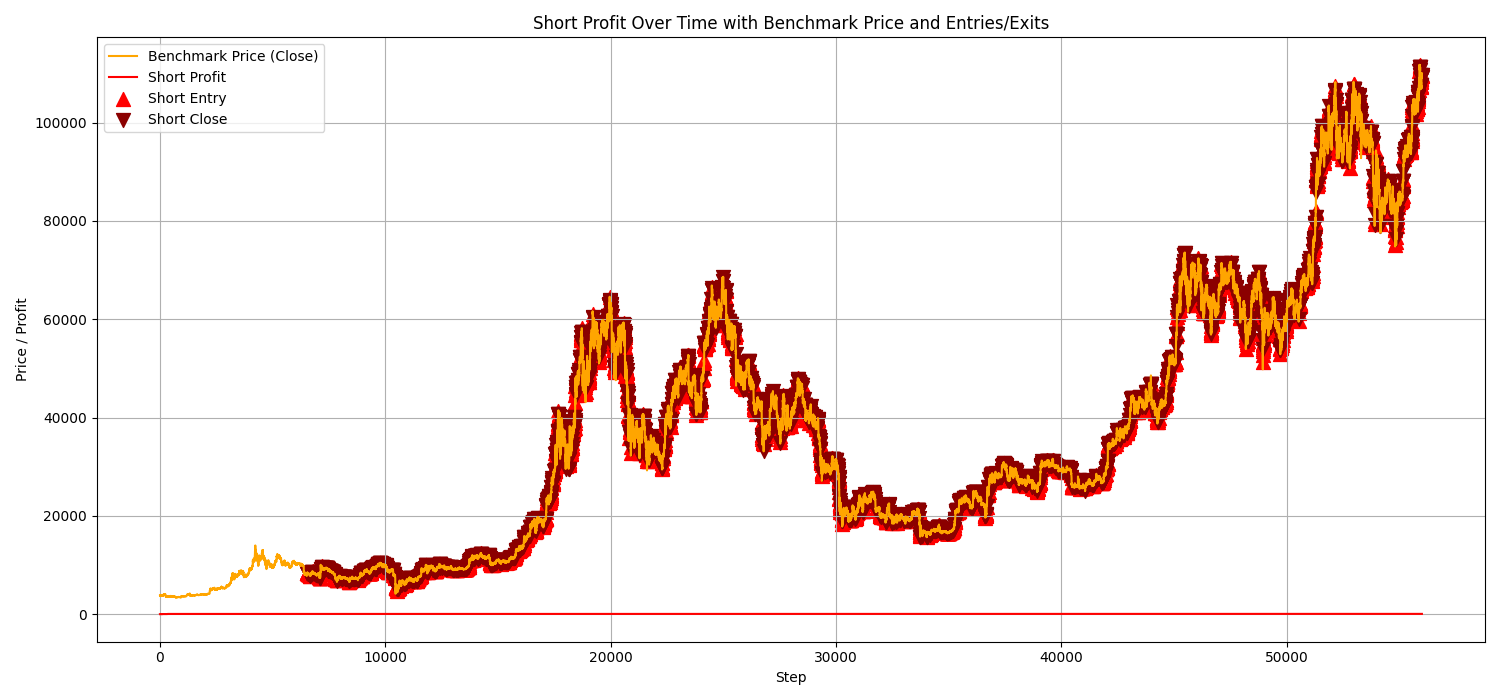 Short Profit Over Time with Benchmark Price and Entries/Exits
Benchmark Price (Close)
Short Profit
Short Entry
Short Close
Price / Profit
100000
80000
60000
40000
20000
0
0 10000 20000 30000 40000 50000
Step